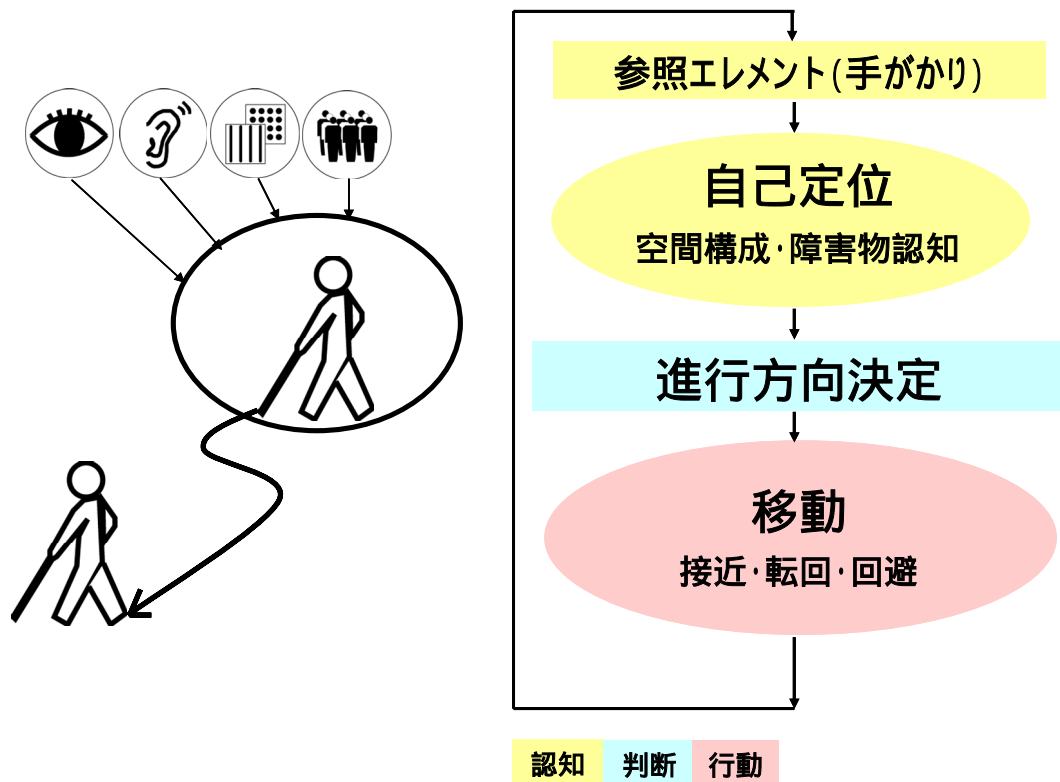 参照エレメント(手がかり)
自己定位
空間構成・障害物認知
進行方向決定
移動
接近・転回・回避
認知 判断 行動